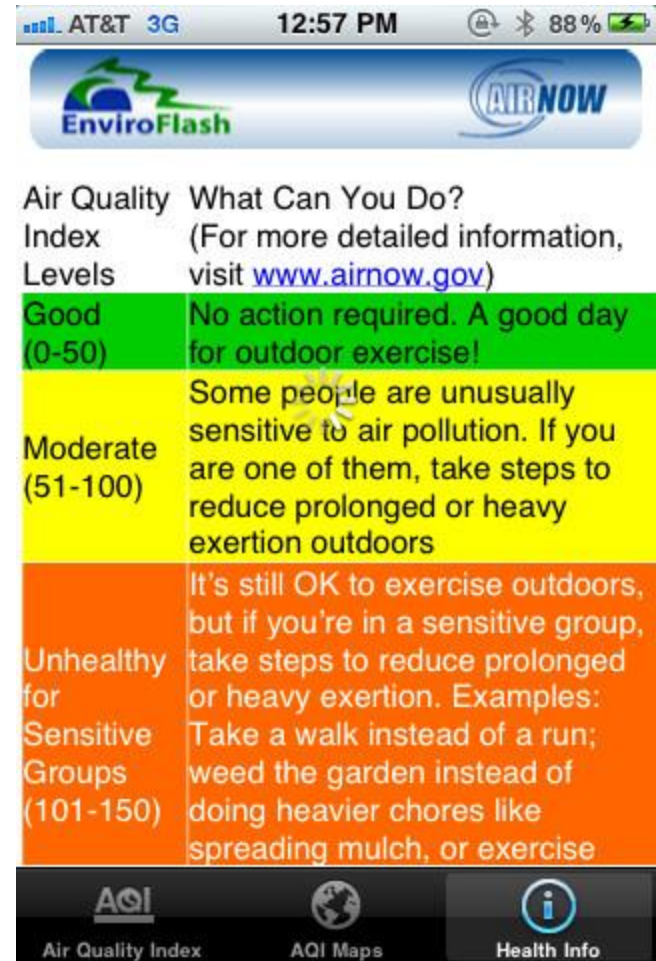 AT&T 3G 12:57 PM 88%
EnviroFlash
AIRNOW
Air Quality
Index
Levels
What Can You Do?
(For more detailed information,
visit www.airnow.gov)
Good
(0-50)
No action required. A good day
for outdoor exercise!
Moderate
(51-100)
Some people are unusually
sensitive to air pollution. If you
are one of them, take steps to
reduce prolonged or heavy
exertion outdoors
Unhealthy
for
Sensitive
Groups
(101-150)
It's still OK to exercise outdoors,
but if you're in a sensitive group,
take steps to reduce prolonged
or heavy exertion. Examples:
Take a walk instead of a run;
weed the garden instead of
doing heavier chores like
spreading mulch, or exercise
AQI
Air Quality Index
AQI Maps
Health Info